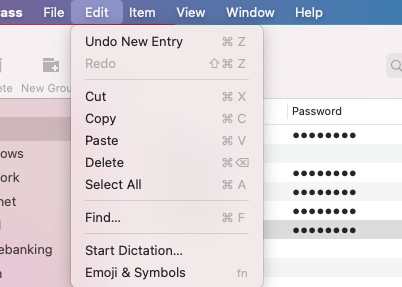 ass File Edit Item View Window Help
Undo New Entry ⌘ Z
Redo ⇧⌘ Z
ete New Grou
Cut ⌘ X
Copy ⌘ C
Paste ⌘ V
Delete ⌘⌫
Select All ⌘ A
Find... ⌘ F
Start Dictation...
Emoji & Symbols fn
Password
••••••••
ows
••••••••
ork
••••••••
net
••••••••
••••••••
ebanking